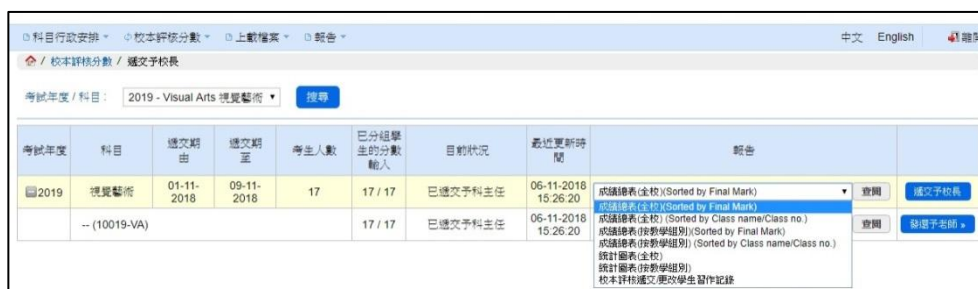 科目行政安排 校本評核分數 上載檔案 報告 中文 English 離開
/ 校本評核分數 / 遞交予校長
考試年度 / 科目： 2019 - Visual Arts 視覺藝術 搜尋
考試年度 科目 遞交期由 遞交期至 考生人數 已分組學生的分數輸入 目前狀況 最近更新時間 報告
2019 視覺藝術 01-11-2018 09-11-2018 17 17 / 17 已遞交予科主任 06-11-2018 15:26:20 成績總表(全校)(Sorted by Final Mark) 查閱 遞交予校長
成績總表(全校)(Sorted by Final Mark)
-- (10019-VA) 17 / 17 已遞交予科主任 06-11-2018 15:26:20 查閱 發還予老師 »
成績總表(全校) (Sorted by Class name/Class no.)
成績總表(按教學組別)(Sorted by Final Mark)
成績總表(按教學組別) (Sorted by Class name/Class no.)
統計圖表(全校)
統計圖表(按教學組別)
校本評核遞交/更改學生習作記錄